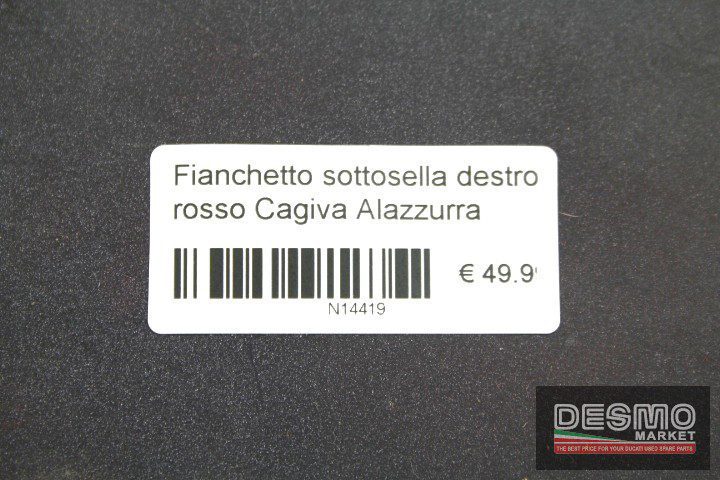 Fianchetto sottosella destro
rosso Cagiva Alazzurra
€ 49.9
N14419
DESMO
MARKET
THE BEST PRICE FOR YOUR DUCATI USED SPARE PARTS